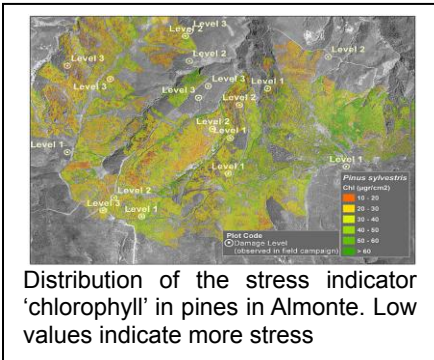 Level 3
Level 2
Level 3
Level 3
Level 2
Level 2
Level 3
Level 1
Level 3
Level 2
Level 2
Level 1
Level 1
Level 1
Level 1
Level 2
Level 3
Level 1
Pinus sylvestris
Chl (µgr/cm2)
10 - 20
20 - 30
30 - 40
40 - 50
50 - 60
> 60
Plot Code
Damage Level
(observed in field campaign)
Distribution of the stress indicator
‘chlorophyll’ in pines in Almonte. Low
values indicate more stress